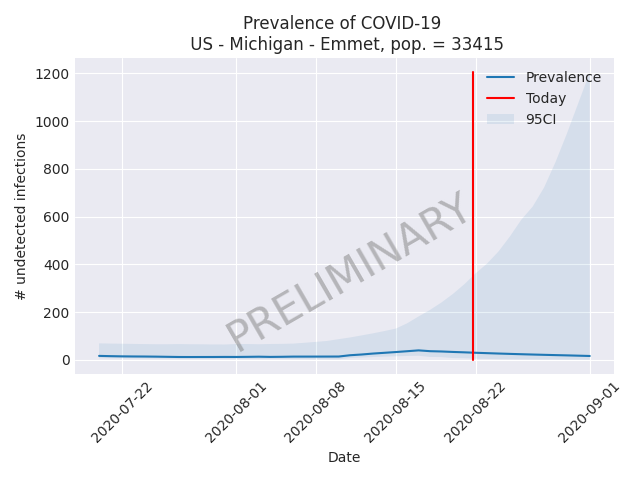 Prevalence of COVID-19
US - Michigan - Emmet, pop. = 33415
1200
1000
800
600
400
200
0
# undetected infections
Prevalence
Today
95CI
PRELIMINARY
2020-07-22
2020-08-01
2020-08-08
2020-08-15
2020-08-22
2020-09-01
Date